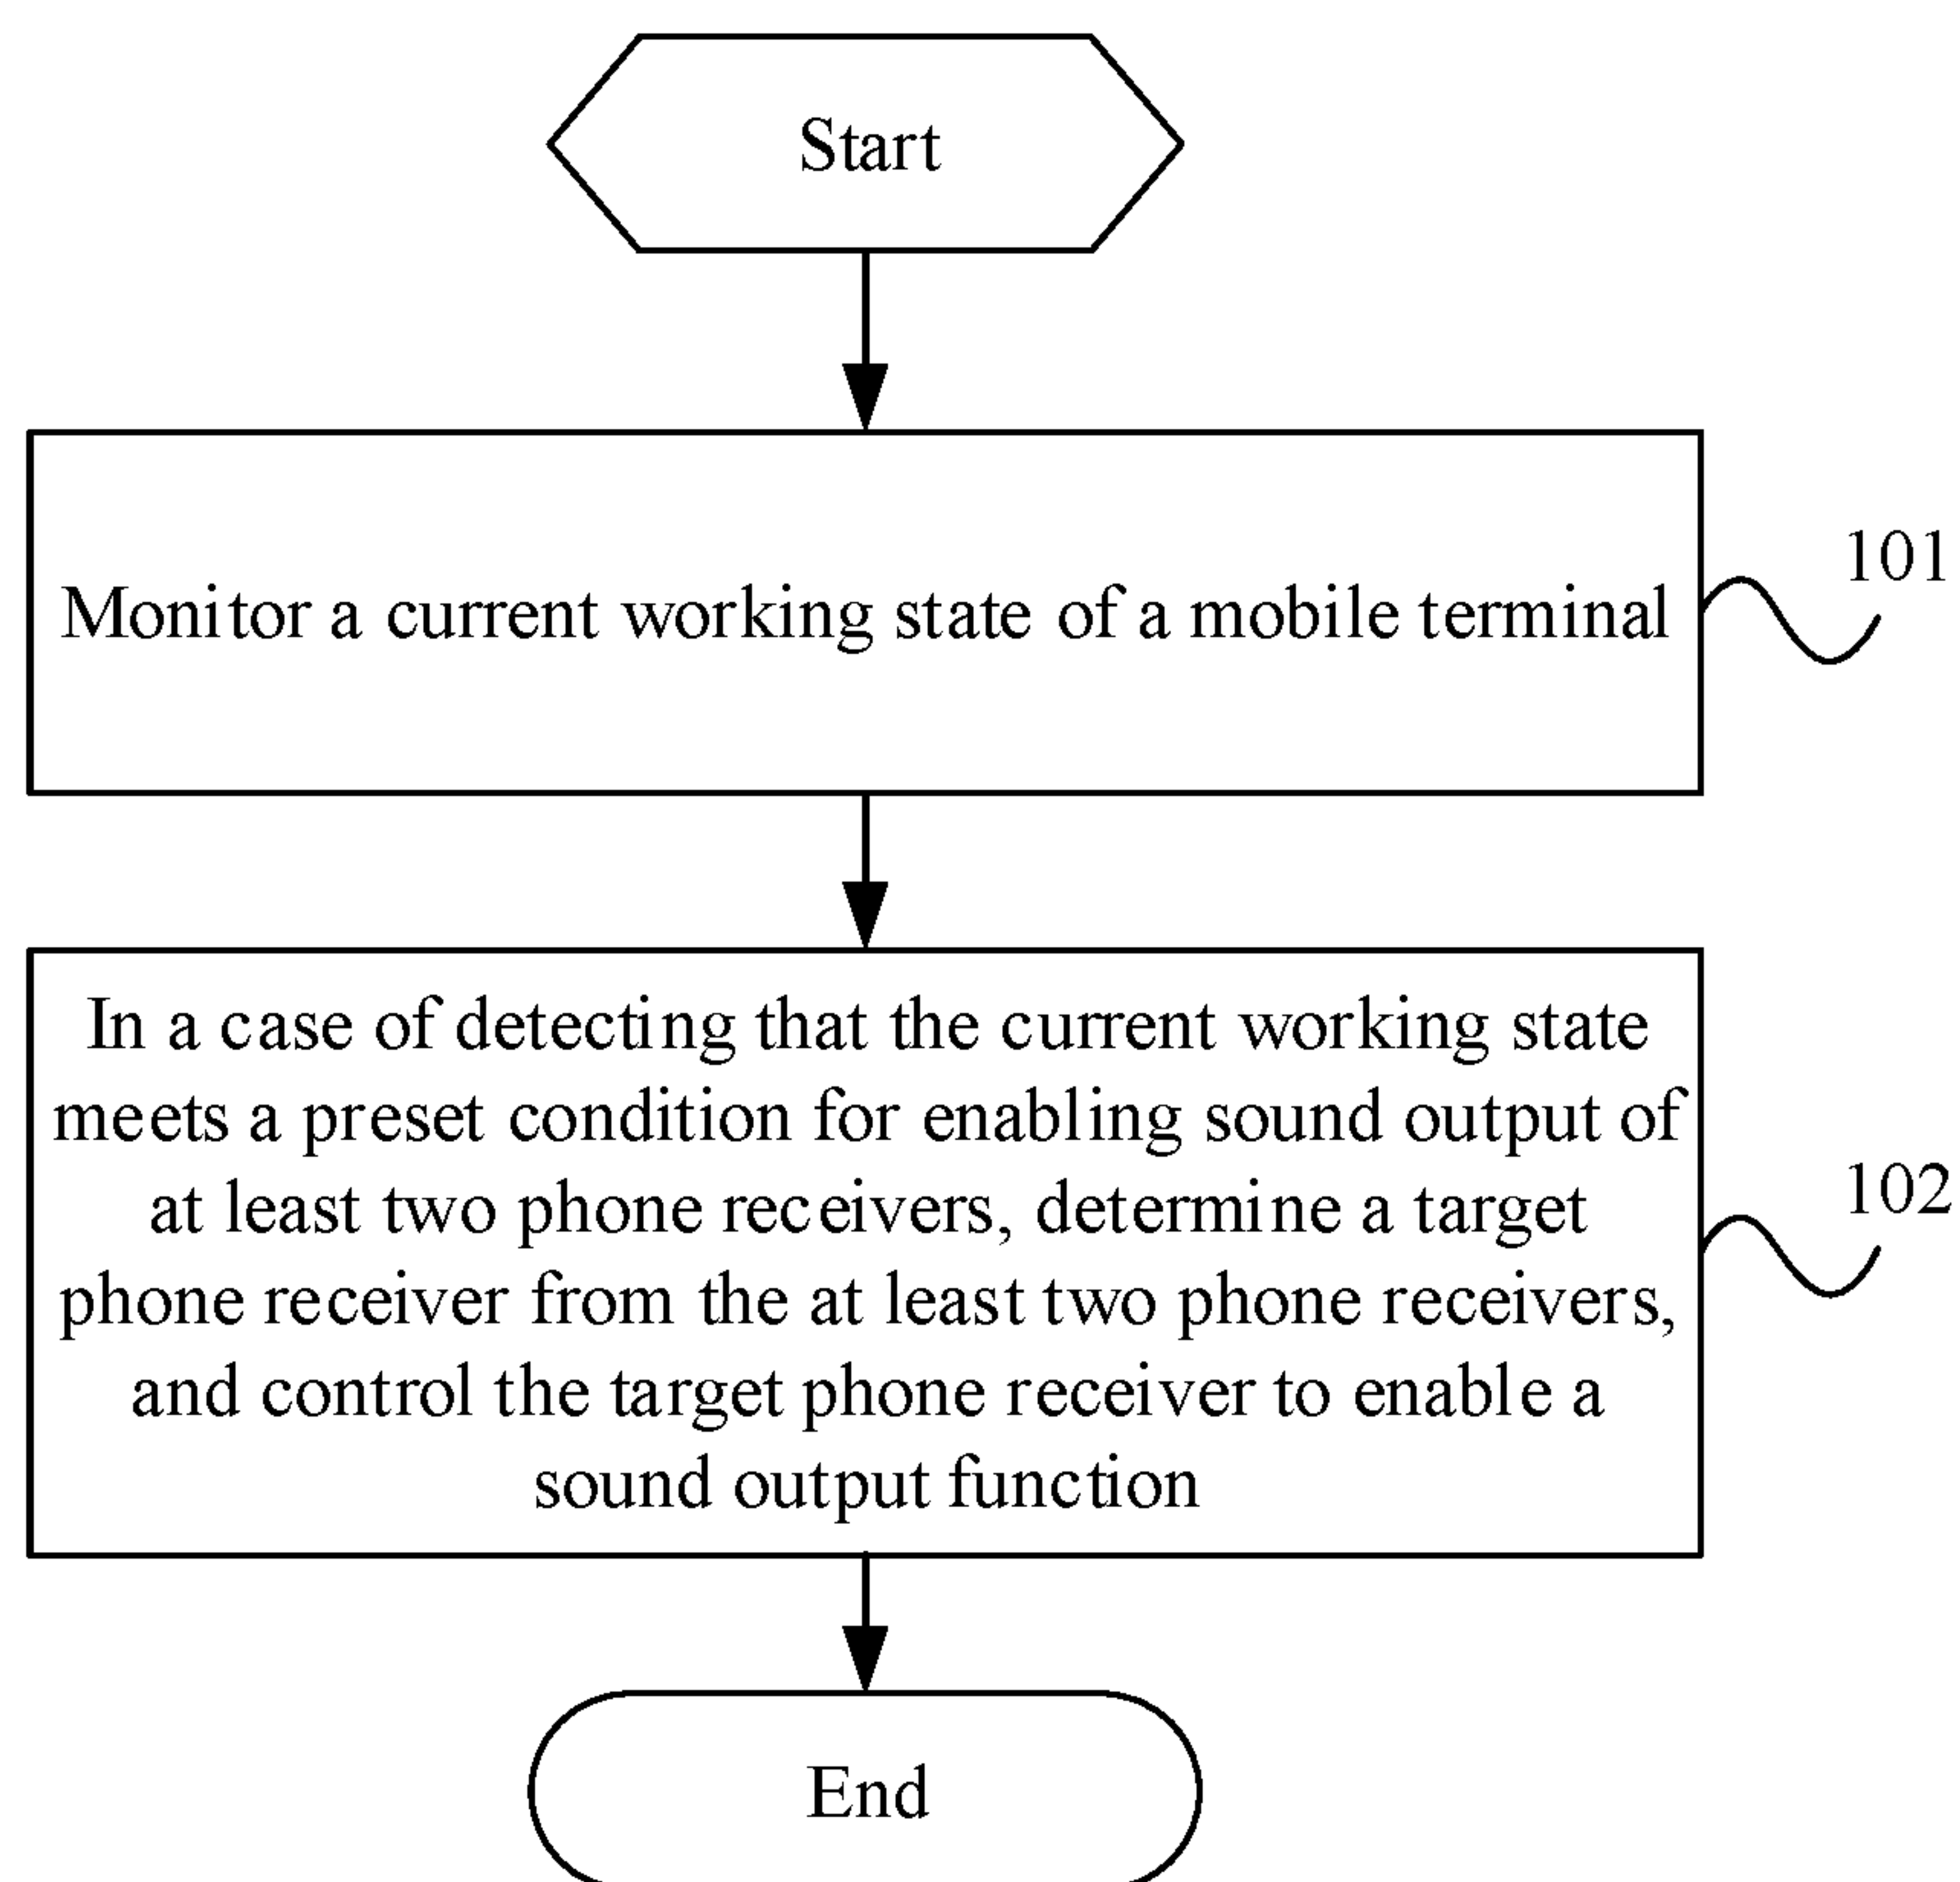 Start
Monitor a current working state of a mobile terminal
101
In a case of detecting that the current working state
meets a preset condition for enabling sound output of
at least two phone receivers, determine a target
phone receiver from the at least two phone receivers,
and control the target phone receiver to enable a
sound output function
102
End